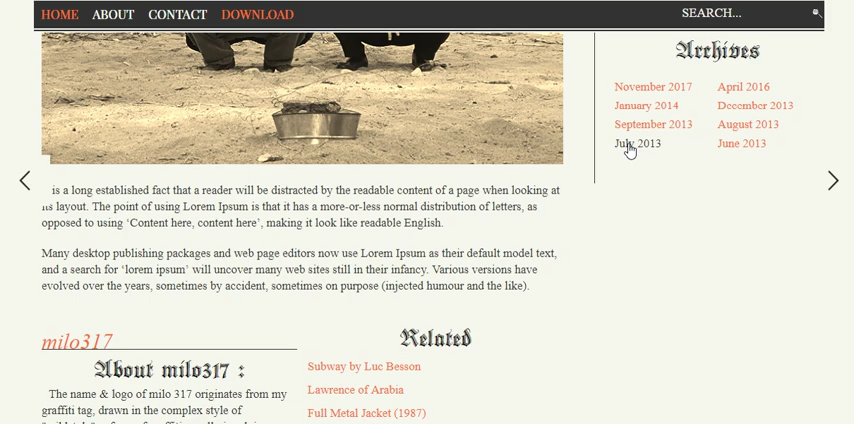 HOME ABOUT CONTACT DOWNLOAD SEARCH...
Archives
November 2017 April 2016
January 2014 December 2013
September 2013 August 2013
July 2013 June 2013
is a long established fact that a reader will be distracted by the readable content of a page when looking at
its layout. The point of using Lorem Ipsum is that it has a more-or-less normal distribution of letters, as
opposed to using ‘Content here, content here’, making it look like readable English.
Many desktop publishing packages and web page editors now use Lorem Ipsum as their default model text,
and a search for ‘lorem ipsum’ will uncover many web sites still in their infancy. Various versions have
evolved over the years, sometimes by accident, sometimes on purpose (injected humour and the like).
milo317
About milo317 :
The name & logo of milo 317 originates from my
graffiti tag, drawn in the complex style of
Related
Subway by Luc Besson
Lawrence of Arabia
Full Metal Jacket (1987)